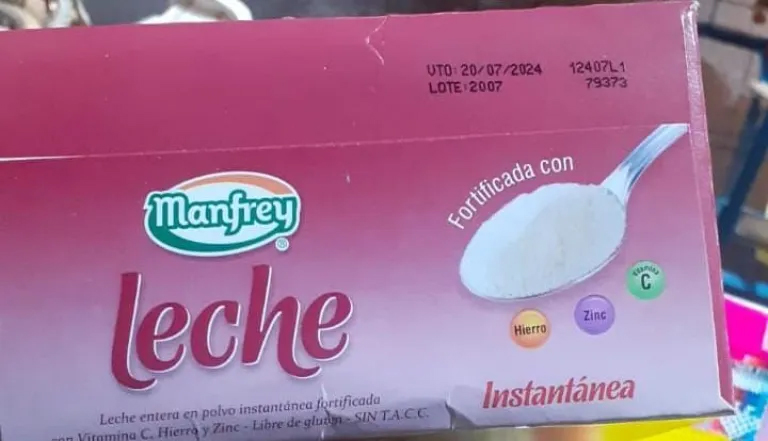 VTO: 20/07/2024 12407L1
LOTE: 2007 79373
Fortificada con
Manfrey
®
leche
Vitamina C
Zinc
Hierro
Instantánea
Leche entera en polvo instantánea fortificada
con Vitamina C, Hierro y Zinc - Libre de gluten - SIN T.A.C.C.